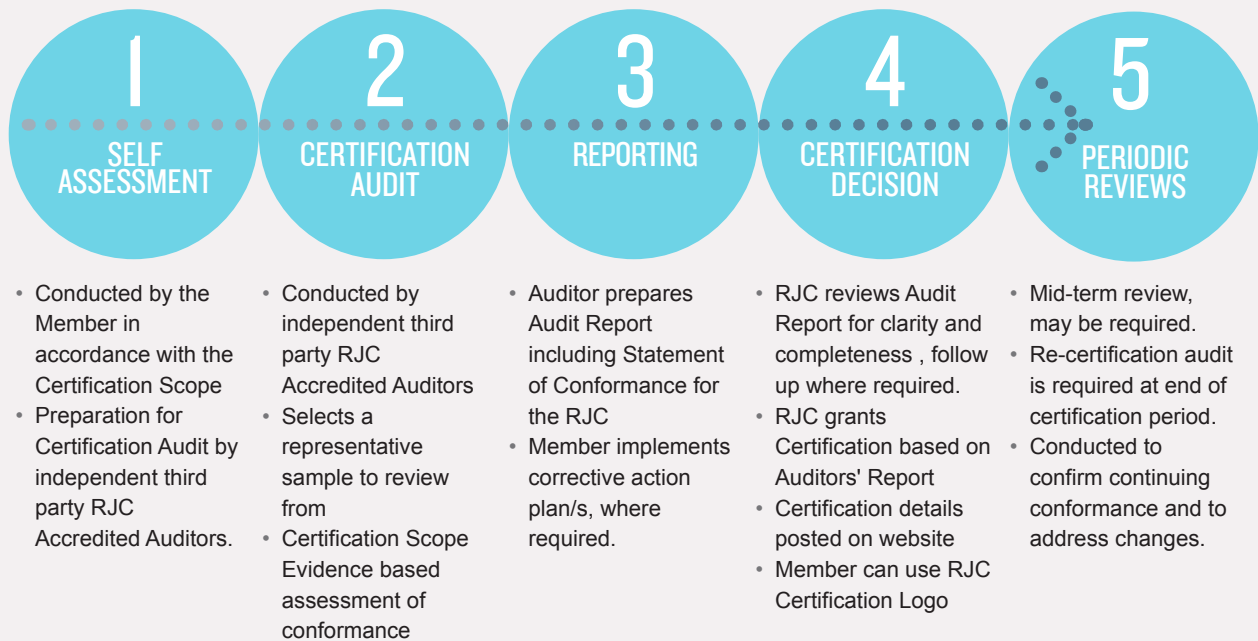 1
SELF
ASSESSMENT
• Conducted by the
Member in
accordance with the
Certification Scope
• Preparation for
Certification Audit by
independent third
party RJC
Accredited Auditors.
2
CERTIFICATION
AUDIT
• Conducted by
independent third
party RJC
Accredited Auditors
• Selects a
representative
sample to review
from
• Certification Scope
Evidence based
assessment of
conformance
3
REPORTING
• Auditor prepares
Audit Report
including Statement
of Conformance for
the RJC
• Member implements
corrective action
plan/s, where
required.
4
CERTIFICATION
DECISION
• RJC reviews Audit
Report for clarity and
completeness , follow
up where required.
• RJC grants
Certification based on
Auditors' Report
• Certification details
posted on website
• Member can use RJC
Certification Logo
5
PERIODIC
REVIEWS
• Mid-term review,
may be required.
• Re-certification audit
is required at end of
certification period.
• Conducted to
confirm continuing
conformance and to
address changes.